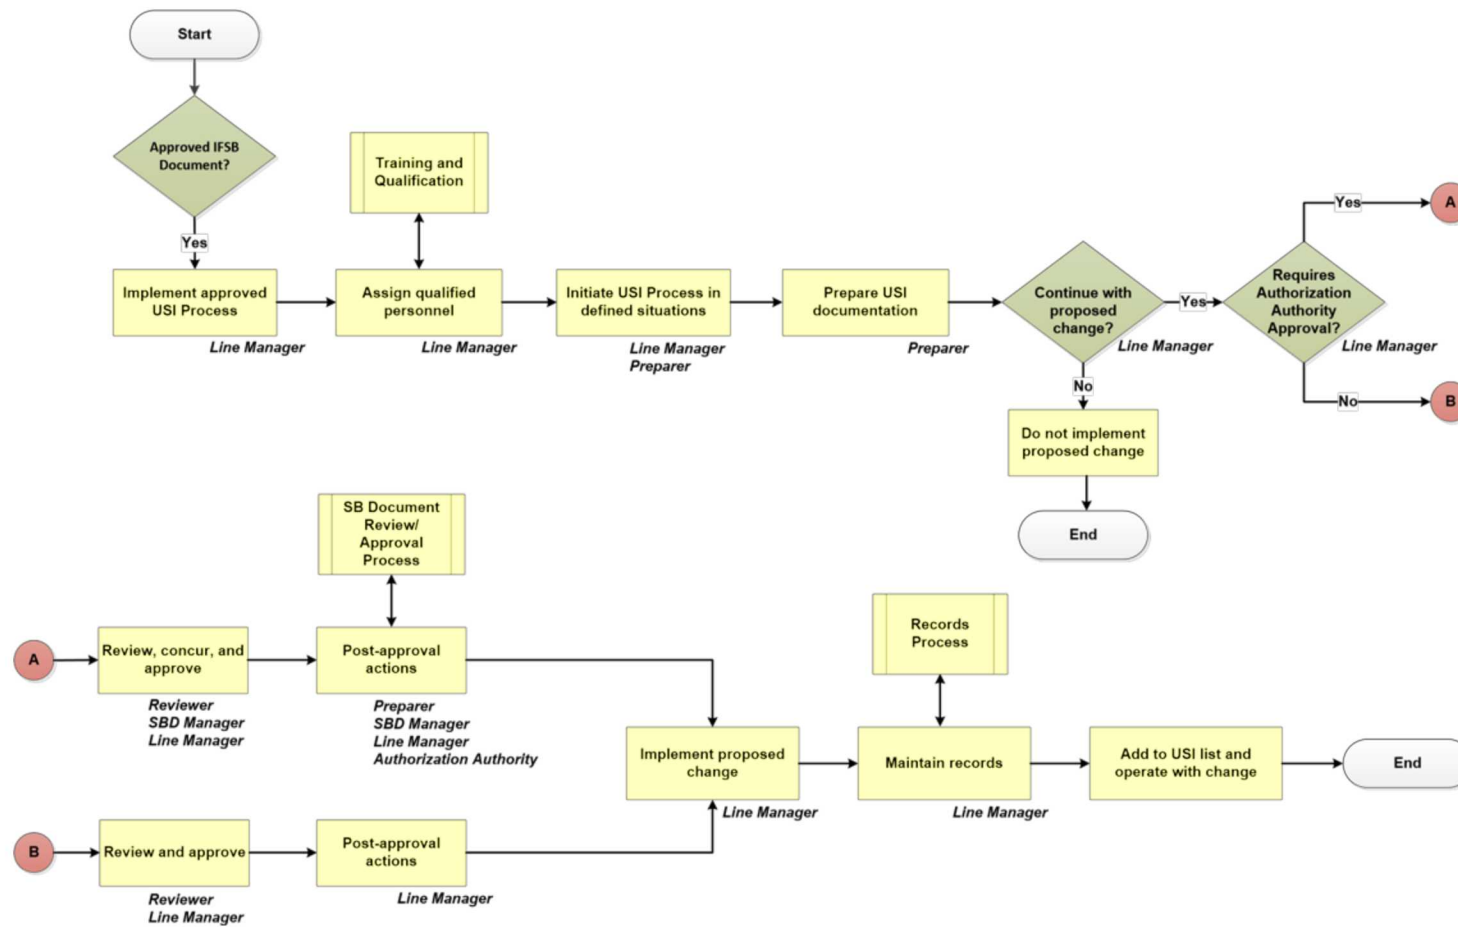 Start
Approved IFSB
Document?
Yes
Training and
Qualification
Implement approved
USI Process
Line Manager
Assign qualified
personnel
Line Manager
Initiate USI Process in
defined situations
Line Manager
Preparer
Prepare USI
documentation
Preparer
Continue with
proposed
change?
Line Manager
Yes
No
Do not implement
proposed change
End
Requires
Authorization
Authority
Approval?
Line Manager
Yes
A
No
B
A
Review, concur, and
approve
Reviewer
SBD Manager
Line Manager
SB Document
Review/
Approval
Process
Post-approval
actions
Preparer
SBD Manager
Line Manager
Authorization Authority
B
Review and approve
Reviewer
Line Manager
Post-approval
actions
Line Manager
Implement proposed
change
Line Manager
Records
Process
Maintain records
Line Manager
Add to USI list and
operate with change
End